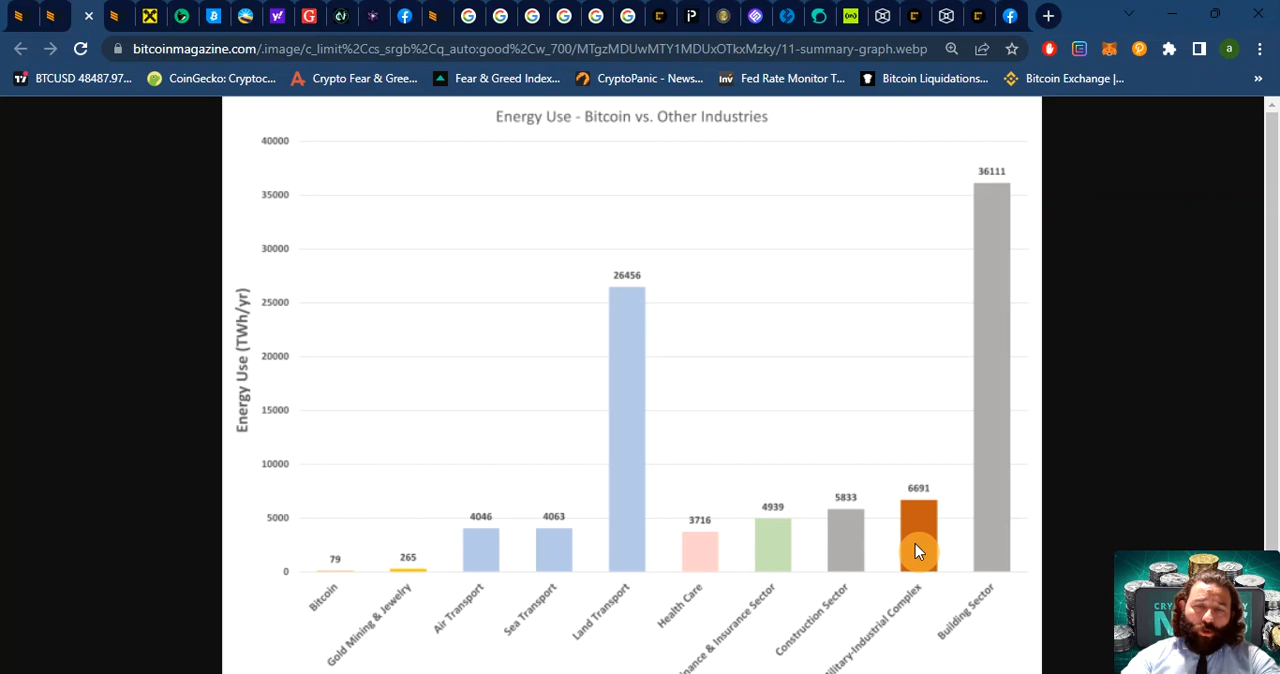 bitcoinmagazine.com/.image/c_limit%2Ccs_srgb%2Cq_auto:good%2Cw_700/MTgzMDUwMTY1MDUxOTkxMzky/11-summary-graph.webp
BTCUSD 48487.97... CoinGecko: Cryptoc... Crypto Fear & Gree... Fear & Greed Index,... CryptoPanic - News... Fed Rate Monitor T... Bitcoin Liquidations... Bitcoin Exchange |...
Energy Use - Bitcoin vs. Other Industries
Energy Use (TWh/yr)
40000
35000
30000
25000
20000
15000
10000
5000
0
79
265
4046
4063
26456
3716
4939
5833
6691
36111
Bitcoin
Gold Mining & Jewelry
Air Transport
Sea Transport
Land Transport
Health Care
& Insurance Sector
Construction Sector
Complex
Building Sector